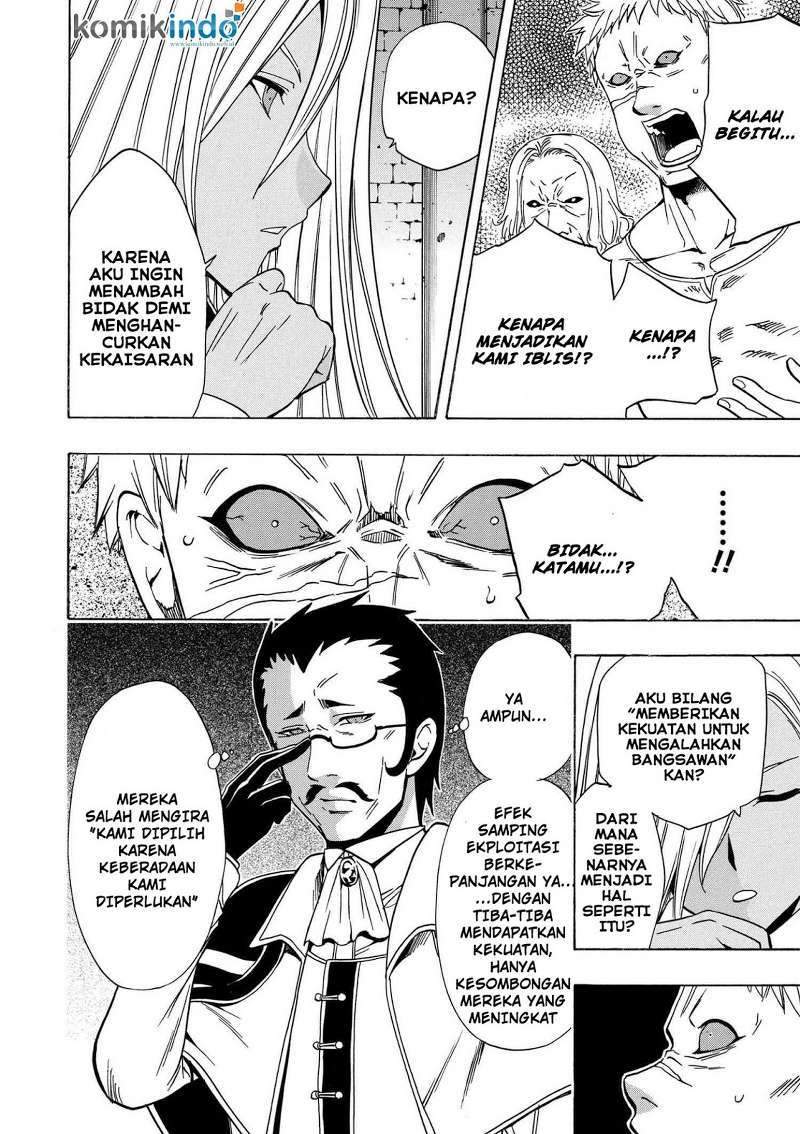 komikindo
KALAU
BEGITU...
KENAPA
...!?
KENAPA
MENJADIKAN
KAMI IBLIS!?
KENAPA?
KARENA
AKU INGIN
MENAMBAH
BIDAK DEMI
MENGHAN-
CURKAN
KEKAISARAN
......!!
BIDAK...
KATAMU...!?
AKU BILANG
"MEMBERIKAN
KEKUATAN UNTUK
MENGALAHKAN
BANGSAWAN"
KAN?
DARI
MANA
SEBE-
NARNYA
MENJADI
HAL
SEPERTI
ITU?
YA
AMPUN...
EFEK
SAMPING
EKPLOITASI
BERKE-
PANJANGAN YA...
...DENGAN
TIBA-TIBA
MENDAPATKAN
KEKUATAN,
HANYA
KESOMBONGAN
MEREKA YANG
MENINGKAT
MEREKA
SALAH MENGIRA
"KAMI DIPILIH
KARENA
KEBERADAAN
KAMI
DIPERLUKAN"